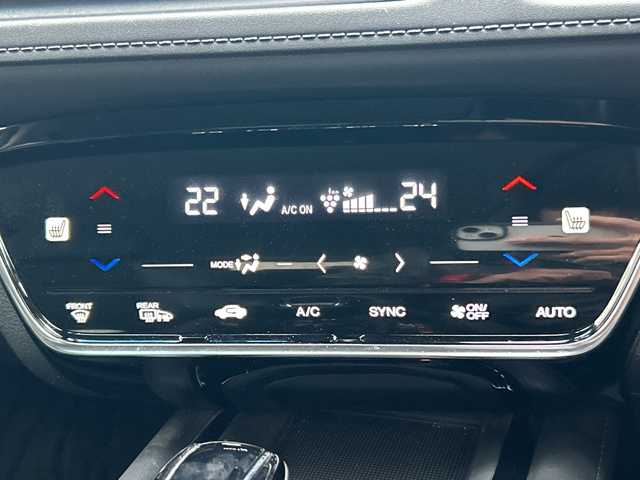 22 A/C ON 24
MODE
FRONT REAR A/C SYNC ON/OFF AUTO